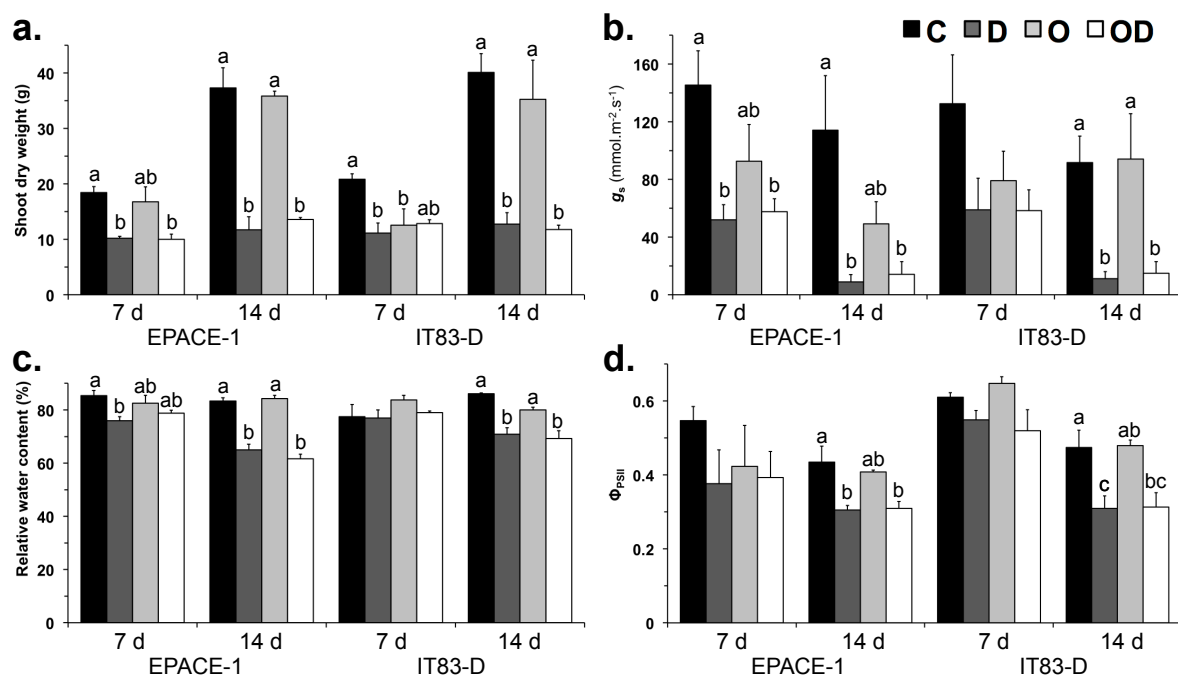 a.
Shoot dry weight (g)
40
30
20
10
0
a b ab b
a b a b
a b b ab
a b a b
7 d 14 d 7 d 14 d
EPACE-1 IT83-D
b.
C D O OD
gs (mmol.m-2.s-1)
160
120
80
40
0
a b ab b
a b ab b
a b a b
7 d 14 d 7 d 14 d
EPACE-1 IT83-D
c.
Relative water content (%)
80
60
40
20
0
a b ab ab
a b a b
a b a b
7 d 14 d 7 d 14 d
EPACE-1 IT83-D
d.
ΦPSII
0.6
0.4
0.2
0
a b ab b
a c ab bc
7 d 14 d 7 d 14 d
EPACE-1 IT83-D